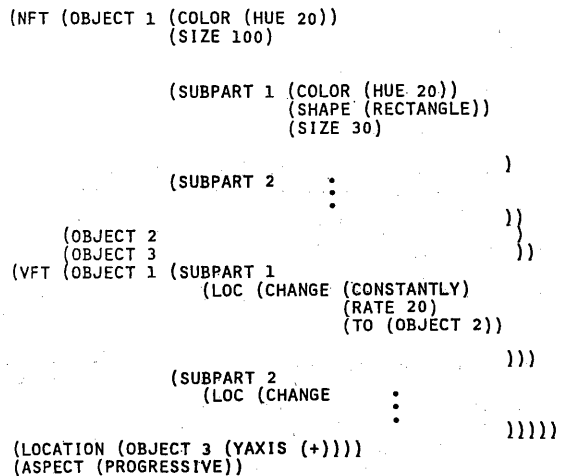 (NFT (OBJECT 1 (COLOR (HUE 20))
(SIZE 100)
(SUBPART 1 (COLOR (HUE 20))
(SHAPE (RECTANGLE))
(SIZE 30)
)
(SUBPART 2
))
(OBJECT 2 )
(OBJECT 3 ))
(VFT (OBJECT 1 (SUBPART 1
(LOC (CHANGE (CONSTANTLY)
(RATE 20)
(TO (OBJECT 2))
)))
(SUBPART 2
(LOC (CHANGE
)))))
(LOCATION (OBJECT 3 (YAXIS (+))))
(ASPECT (PROGRESSIVE))